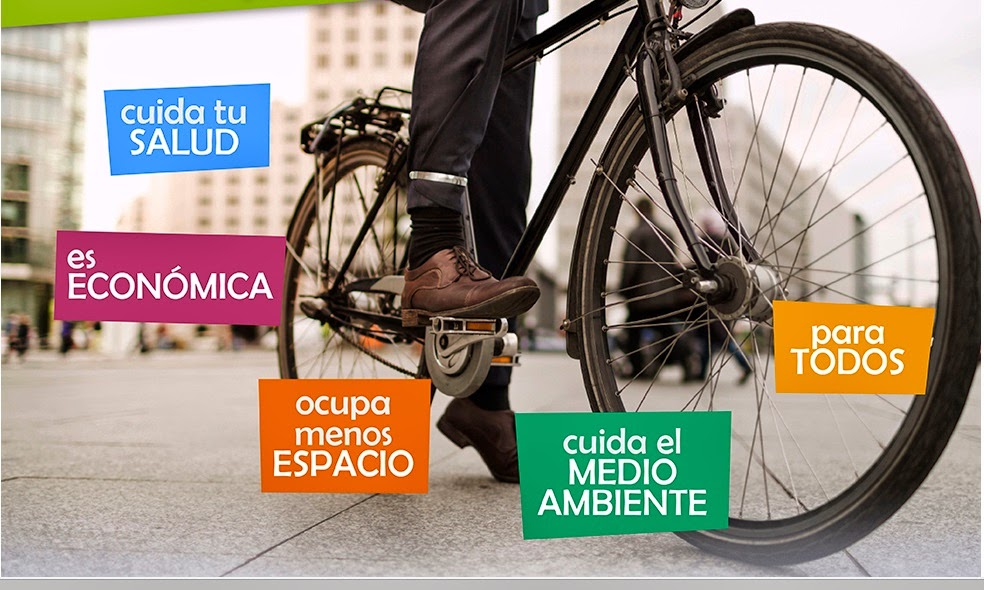 cuida tu
SALUD
es
ECONÓMICA
ocupa
menos
ESPACIO
cuida el
MEDIO
AMBIENTE
para
TODOS